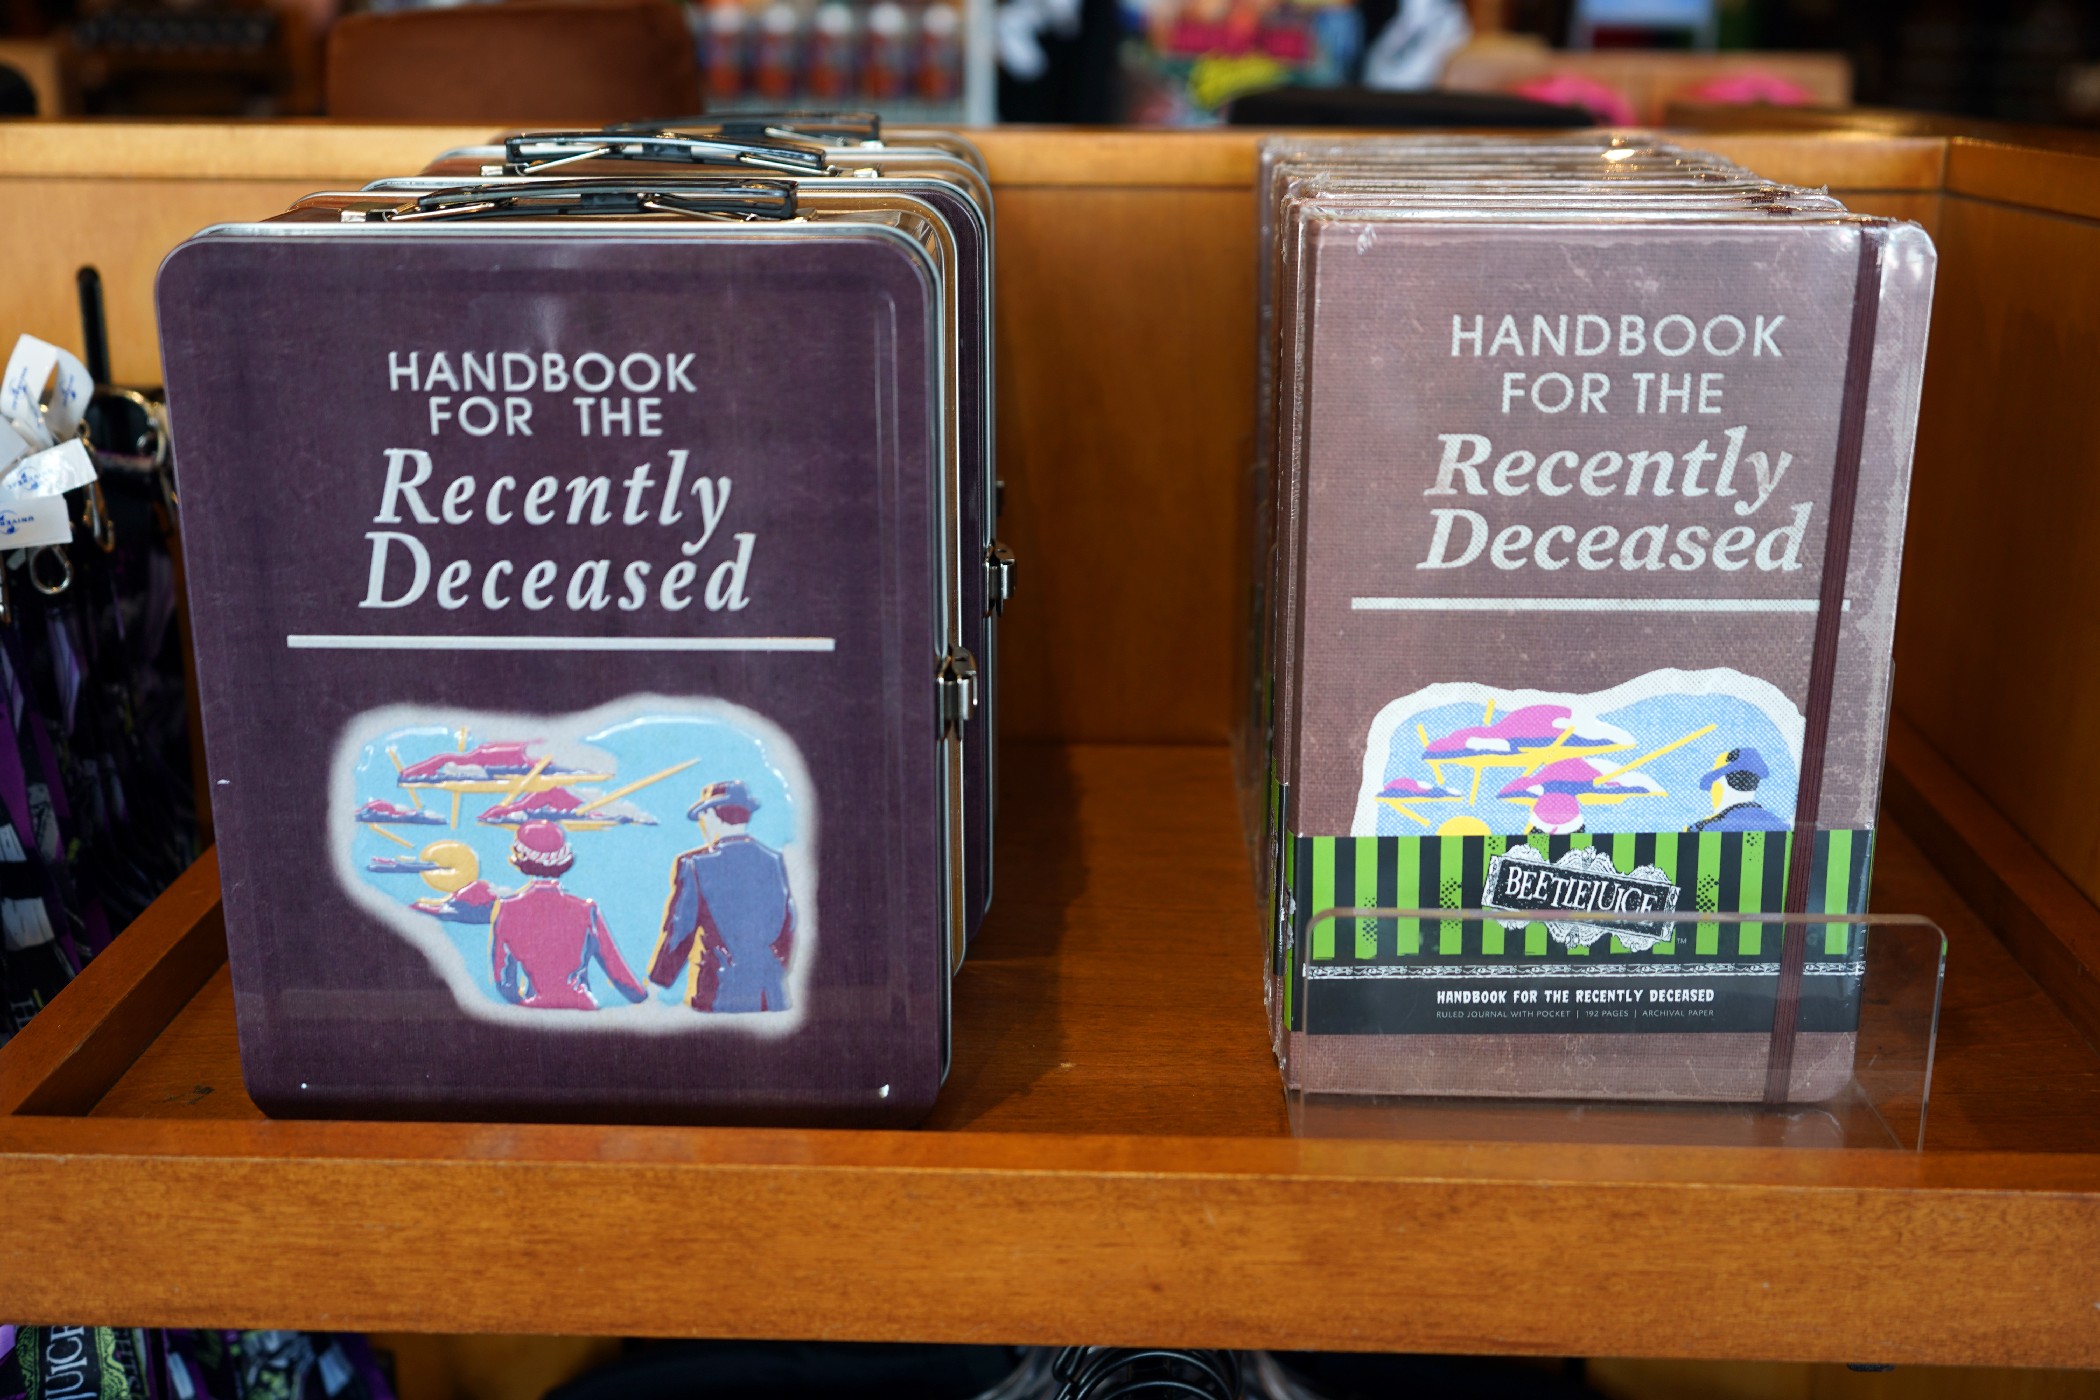 HANDBOOK
FOR THE
Recently
Deceased
HANDBOOK
FOR THE
Recently
Deceased
BEETLEJUICE
TM
HANDBOOK FOR THE RECENTLY DECEASED
RULED JOURNAL WITH POCKET | 192 PAGES | ARCHIVAL PAPER